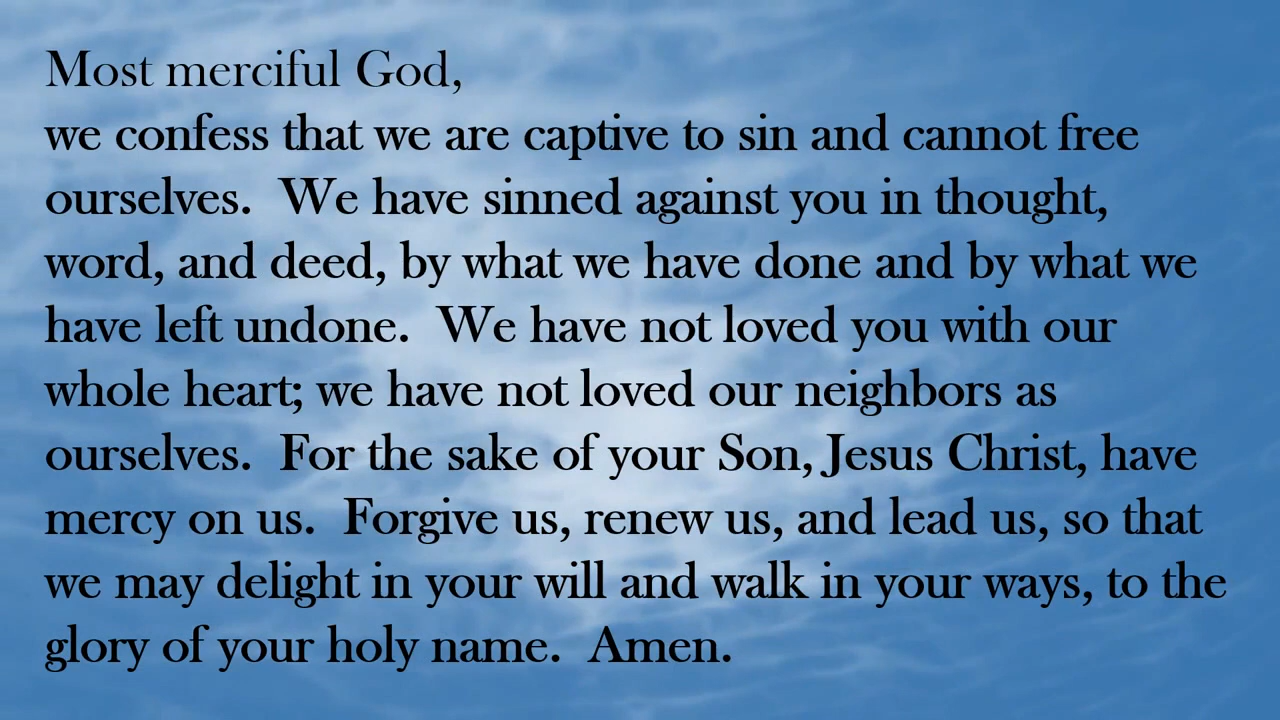 Most merciful God,
we confess that we are captive to sin and cannot free
ourselves.  We have sinned against you in thought,
word, and deed, by what we have done and by what we
have left undone.  We have not loved you with our
whole heart; we have not loved our neighbors as
ourselves.  For the sake of your Son, Jesus Christ, have
mercy on us.  Forgive us, renew us, and lead us, so that
we may delight in your will and walk in your ways, to the
glory of your holy name.  Amen.